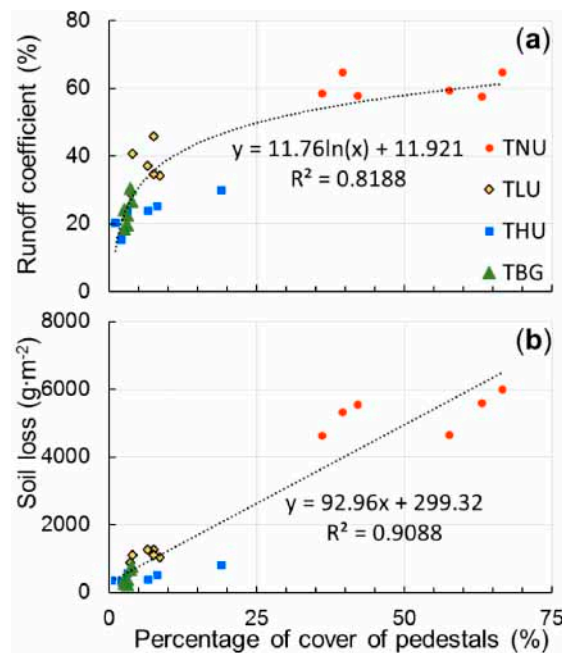 (a)
Runoff coefficient (%)
80
60
40
20
0
y = 11.76ln(x) + 11.921
R² = 0.8188
TNU
TLU
THU
TBG
(b)
Soil loss (g·m⁻²)
8000
6000
4000
2000
0
y = 92.96x + 299.32
R² = 0.9088
0 25 50 75
Percentage of cover of pedestals (%)